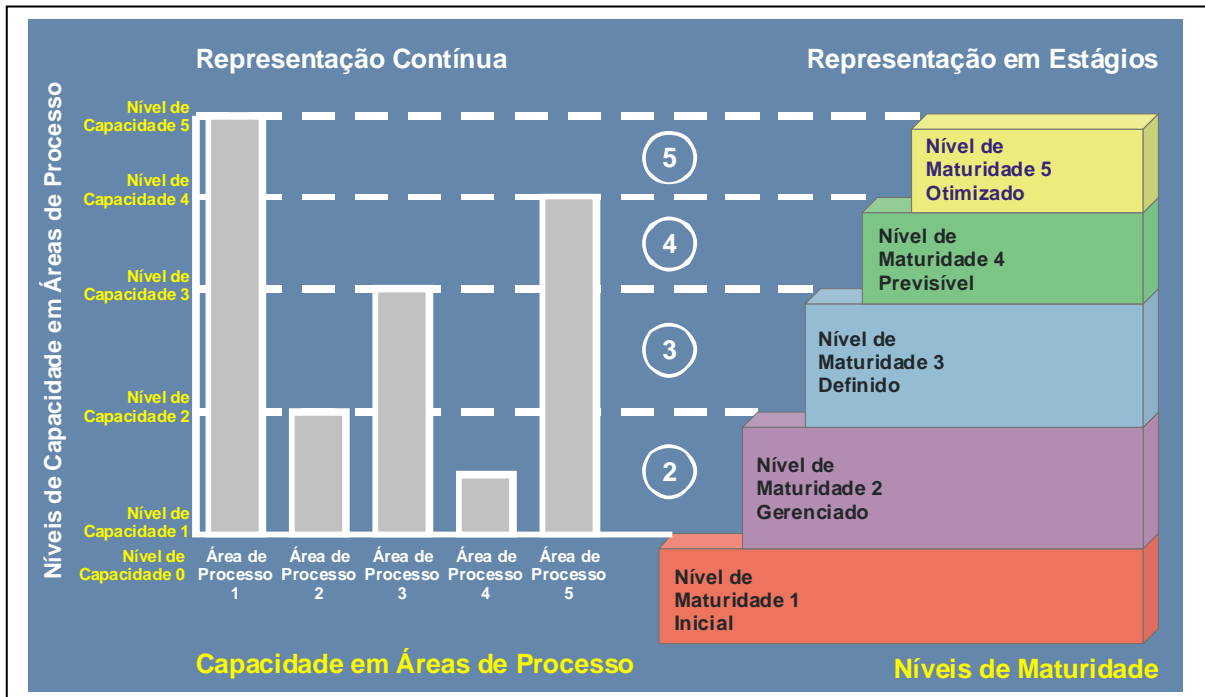 Representação Contínua
Representação em Estágios
Níveis de Capacidade em Áreas de Processo
Nível de
Capacidade 5
Nível de
Capacidade 4
Nível de
Capacidade 3
Nível de
Capacidade 2
Nível de
Capacidade 1
Nível de
Capacidade 0
Área de
Processo
1
Área de
Processo
2
Área de
Processo
3
Área de
Processo
4
Área de
Processo
5
5
4
3
2
Nível de
Maturidade 5
Otimizado
Nível de
Maturidade 4
Previsível
Nível de
Maturidade 3
Definido
Nível de
Maturidade 2
Gerenciado
Nível de
Maturidade 1
Inicial
Capacidade em Áreas de Processo
Níveis de Maturidade